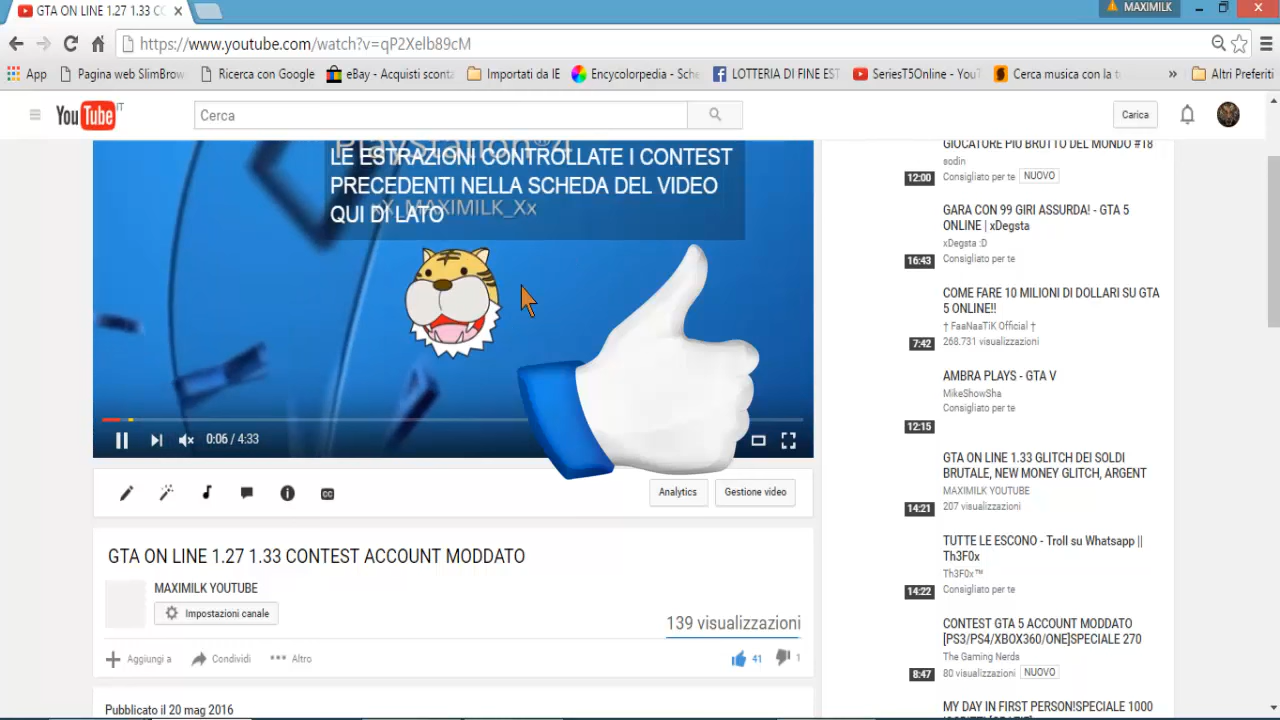 GTA ON LINE 1.27 1.33 CC
MAXIMILK
https://www.youtube.com/watch?v=qP2Xelb89cM
App
Pagina web SlimBrow
Ricerca con Google
eBay - Acquisti sconta
Importati da IE
Encyclorpedia - Sche
LOTTERIA DI FINE EST
SeriesT5Online - You
Cerca musica con la t
»
Altri Preferiti
YouTube IT
Cerca
Carica
LE ESTRAZIONI CONTROLLATE I CONTEST
PRECEDENTI NELLA SCHEDA DEL VIDEO
QUI DI LATO
MAXIMILK_Xx
0:06 / 4:33
Analytics
Gestione video
GTA ON LINE 1.27 1.33 CONTEST ACCOUNT MODDATO
MAXIMILK YOUTUBE
Impostazioni canale
139 visualizzazioni
Aggiungi a
Condividi
Altro
41
1
Pubblicato il 20 mag 2016
GIOCATURE PIÙ BRUTTO DEL MONDO #18
sodin
Consigliato per te NUOVO
12:00
GARA CON 99 GIRI ASSURDA! - GTA 5
ONLINE | xDegsta
xDegsta :D
Consigliato per te
16:43
COME FARE 10 MILIONI DI DOLLARI SU GTA
5 ONLINE!!
† FaaNaaTiK Official †
268.731 visualizzazioni
7:42
AMBRA PLAYS - GTA V
MikeShowSha
Consigliato per te
12:15
GTA ON LINE 1.33 GLITCH DEI SOLDI
BRUTALE, NEW MONEY GLITCH, ARGENT
MAXIMILK YOUTUBE
207 visualizzazioni
14:21
TUTTE LE ESCONO - Troll su Whatsapp ||
Th3F0x
Th3F0x™
Consigliato per te
14:22
CONTEST GTA 5 ACCOUNT MODDATO
[PS3/PS4/XBOX360/ONE]SPECIALE 270
The Gaming Nerds
80 visualizzazioni NUOVO
8:47
MY DAY IN FIRST PERSON!SPECIALE 1000